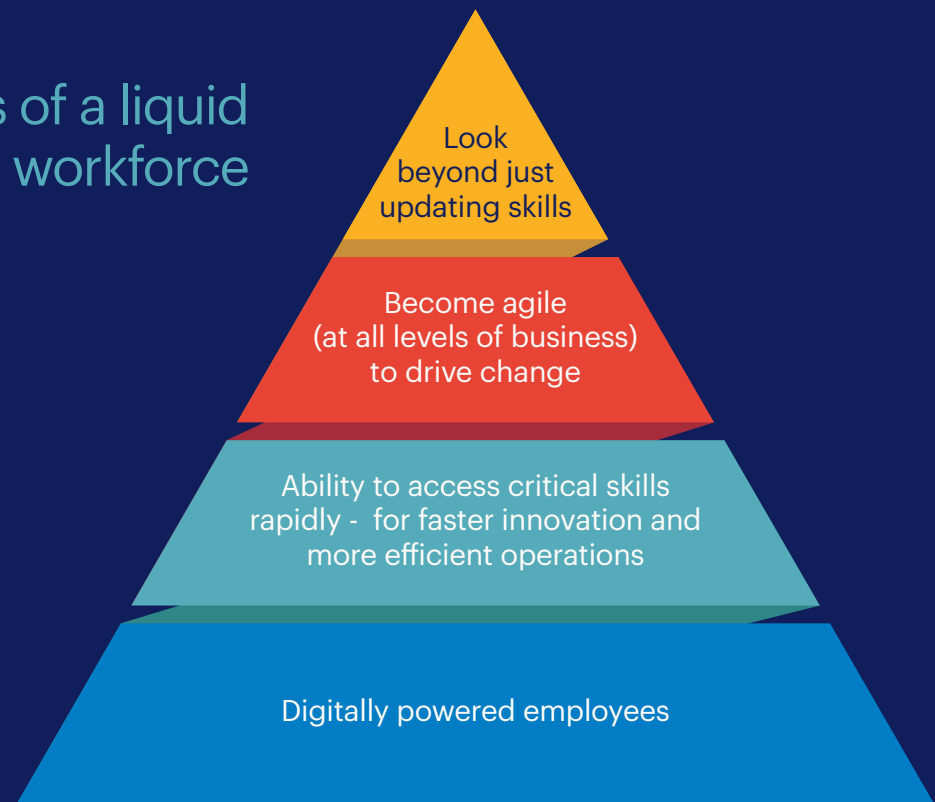 s of a liquid
workforce
Look
beyond just
updating skills
Become agile
(at all levels of business)
to drive change
Ability to access critical skills
rapidly -  for faster innovation and
more efficient operations
Digitally powered employees